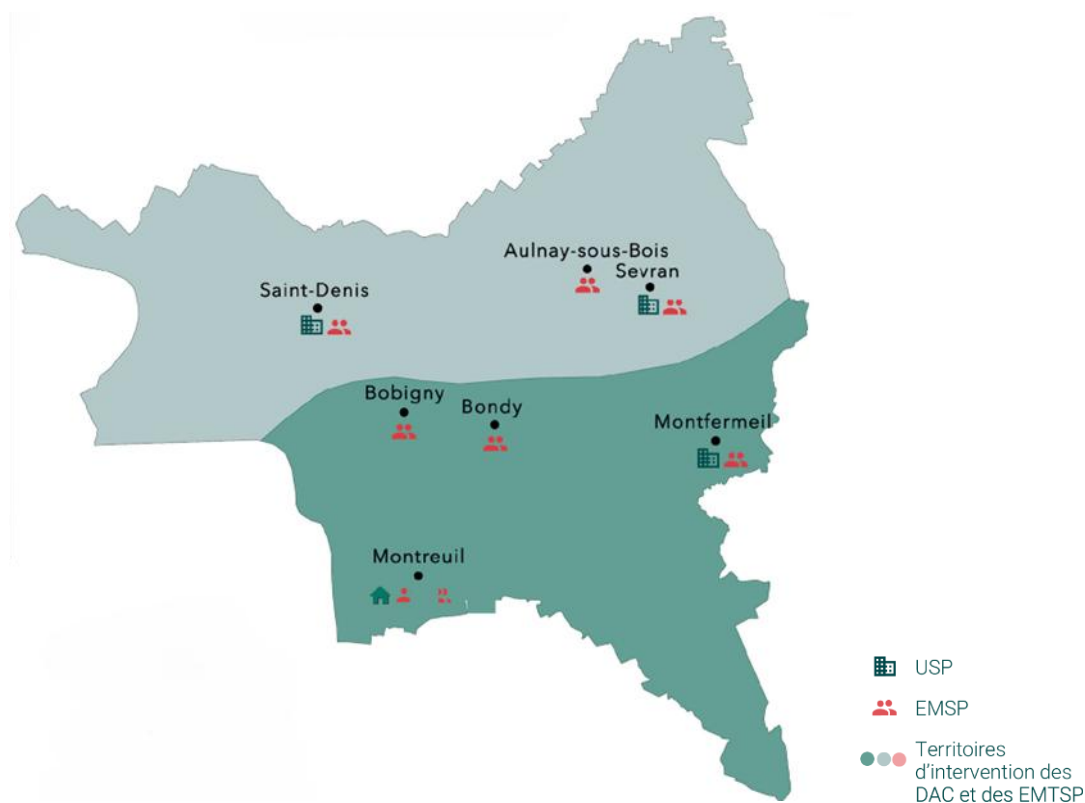 Aulnay-sous-Bois
Sevran
Saint-Denis
Bobigny
Bondy
Montfermeil
Montreuil
USP
EMSP
Territoires
d'intervention des
DAC et des EMTSP